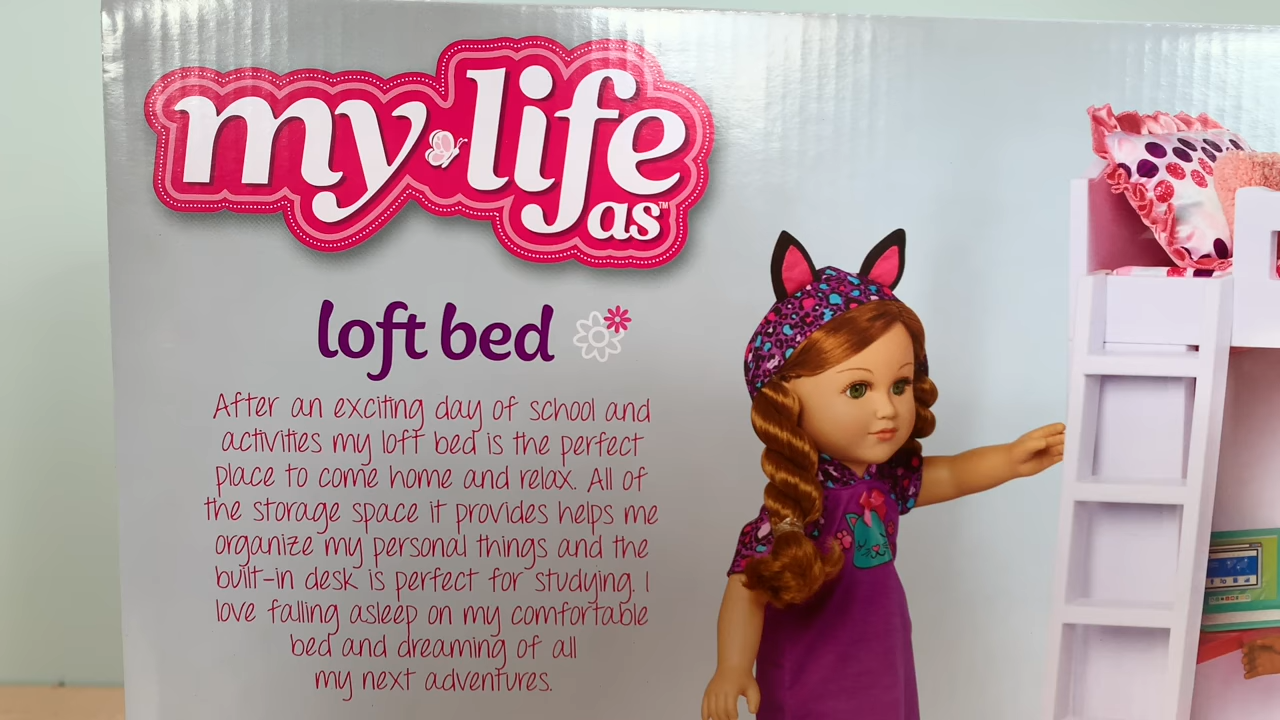 my life
as™
loft bed
After an exciting day of school and
activities my loft bed is the perfect
place to come home and relax. All of
the storage space it provides helps me
organize my personal things and the
built-in desk is perfect for studying. I
love falling asleep on my comfortable
bed and dreaming of all
my next adventures.